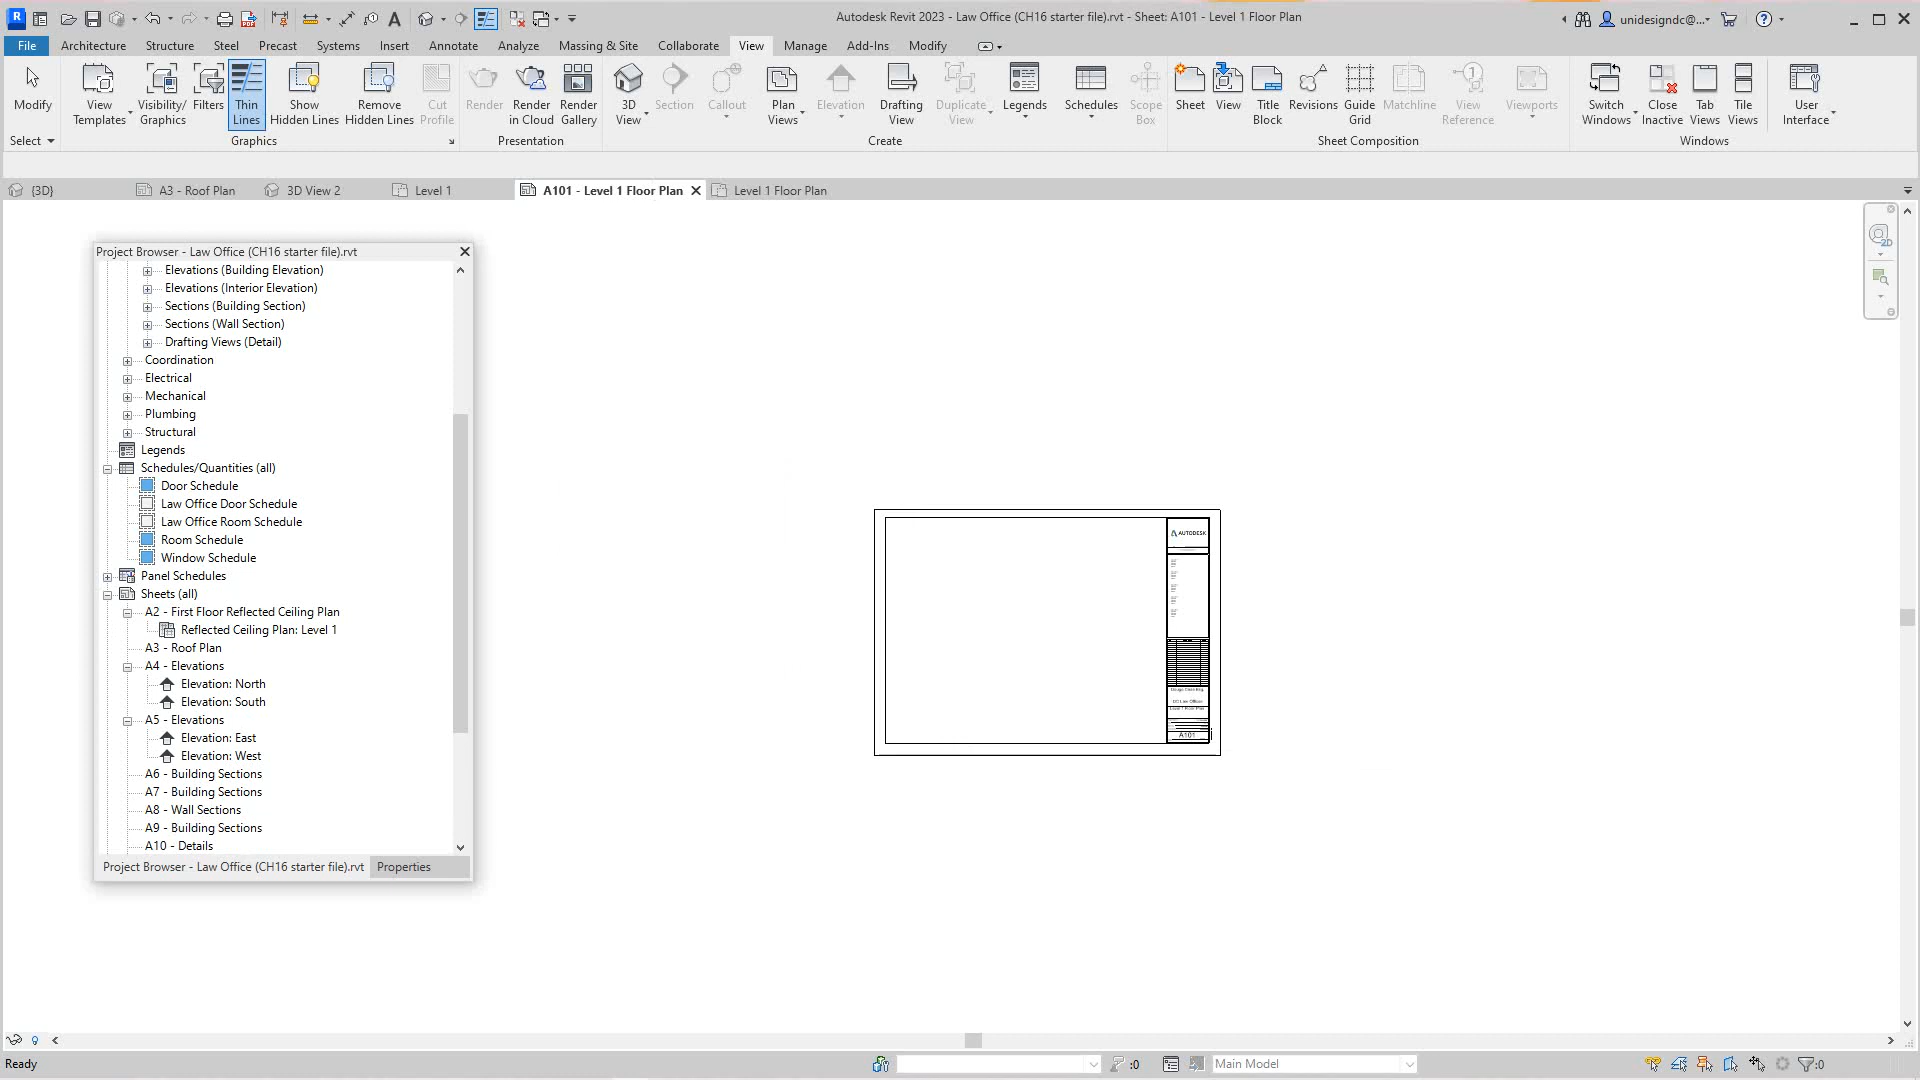 Autodesk Revit 2023 - Law Office (CH16 starter file).rvt - Sheet: A101 - Level 1 Floor Plan
unidesigndc@...
File Architecture Structure Steel Precast Systems Insert Annotate Analyze Massing & Site Collaborate View Manage Add-Ins Modify
Modify
View Templates
Visibility/ Graphics
Filters
Thin Lines
Show Hidden Lines
Remove Hidden Lines
Cut Profile
Render
Render in Cloud
Render Gallery
3D View
Section
Callout
Plan Views
Elevation
Drafting View
Duplicate View
Legends
Schedules
Scope Box
Sheet
View
Title Block
Revisions
Guide Grid
Matchline
View Reference
Viewports
Switch Windows
Close Inactive
Tab Views
Tile Views
User Interface
Select Graphics Presentation Create Sheet Composition Windows
{3D} A3 - Roof Plan 3D View 2 Level 1 A101 - Level 1 Floor Plan Level 1 Floor Plan
2D
Project Browser - Law Office (CH16 starter file).rvt
Elevations (Building Elevation)
Elevations (Interior Elevation)
Sections (Building Section)
Sections (Wall Section)
Drafting Views (Detail)
Coordination
Electrical
Mechanical
Plumbing
Structural
Legends
Schedules/Quantities (all)
Door Schedule
Law Office Door Schedule
Law Office Room Schedule
Room Schedule
Window Schedule
Panel Schedules
Sheets (all)
A2 - First Floor Reflected Ceiling Plan
Reflected Ceiling Plan: Level 1
A3 - Roof Plan
A4 - Elevations
Elevation: North
Elevation: South
A5 - Elevations
Elevation: East
Elevation: West
A6 - Building Sections
A7 - Building Sections
A8 - Wall Sections
A9 - Building Sections
A10 - Details
Project Browser - Law Office (CH16 starter file).rvt Properties
AUTODESK
Level 1 Floor Plan
A101
Ready
:0
Main Model
:0